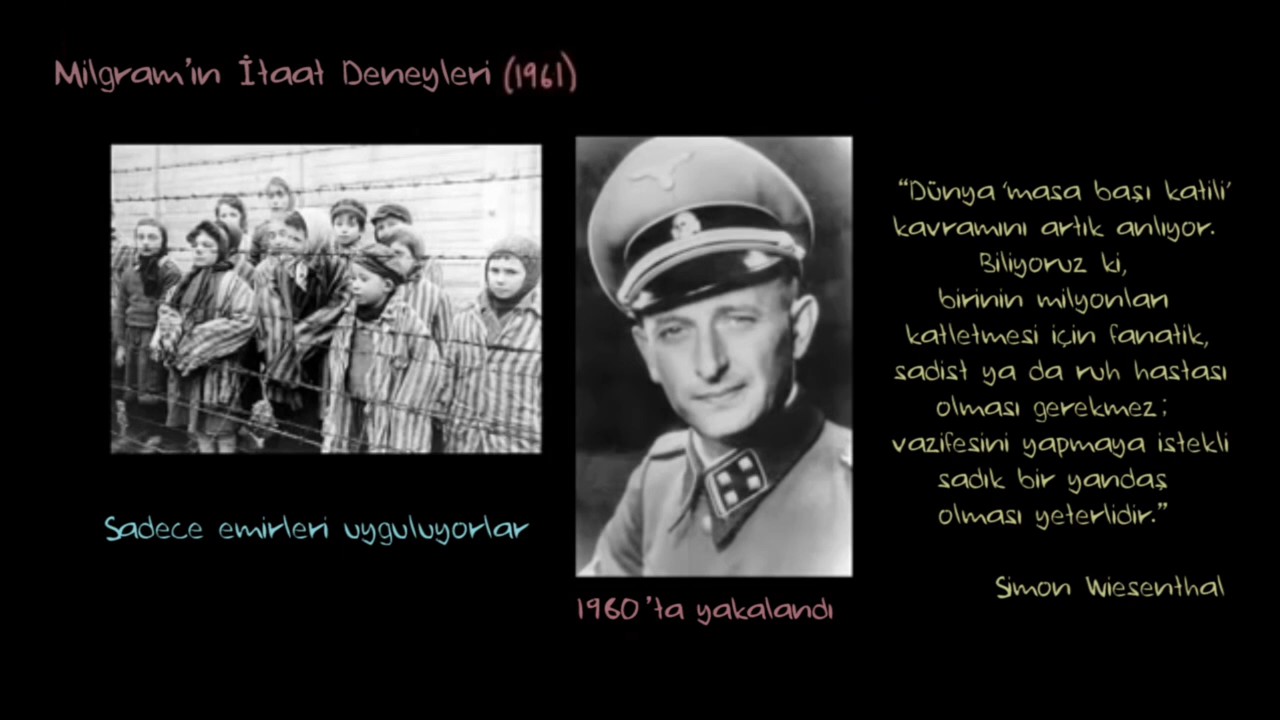 Milgram'ın İtaat Deneyleri (1961)
Sadece emirleri uyguluyorlar
1960'ta yakalandı
"Dünya 'masa başı katili'
kavramını artık anlıyor.
Biliyoruz ki,
birinin milyonları
katletmesi için fanatik,
sadist ya da ruh hastası
olması gerekmez;
vazifesini yapmaya istekli
sadık bir yandaş
olması yeterlidir."
Simon Wiesenthal